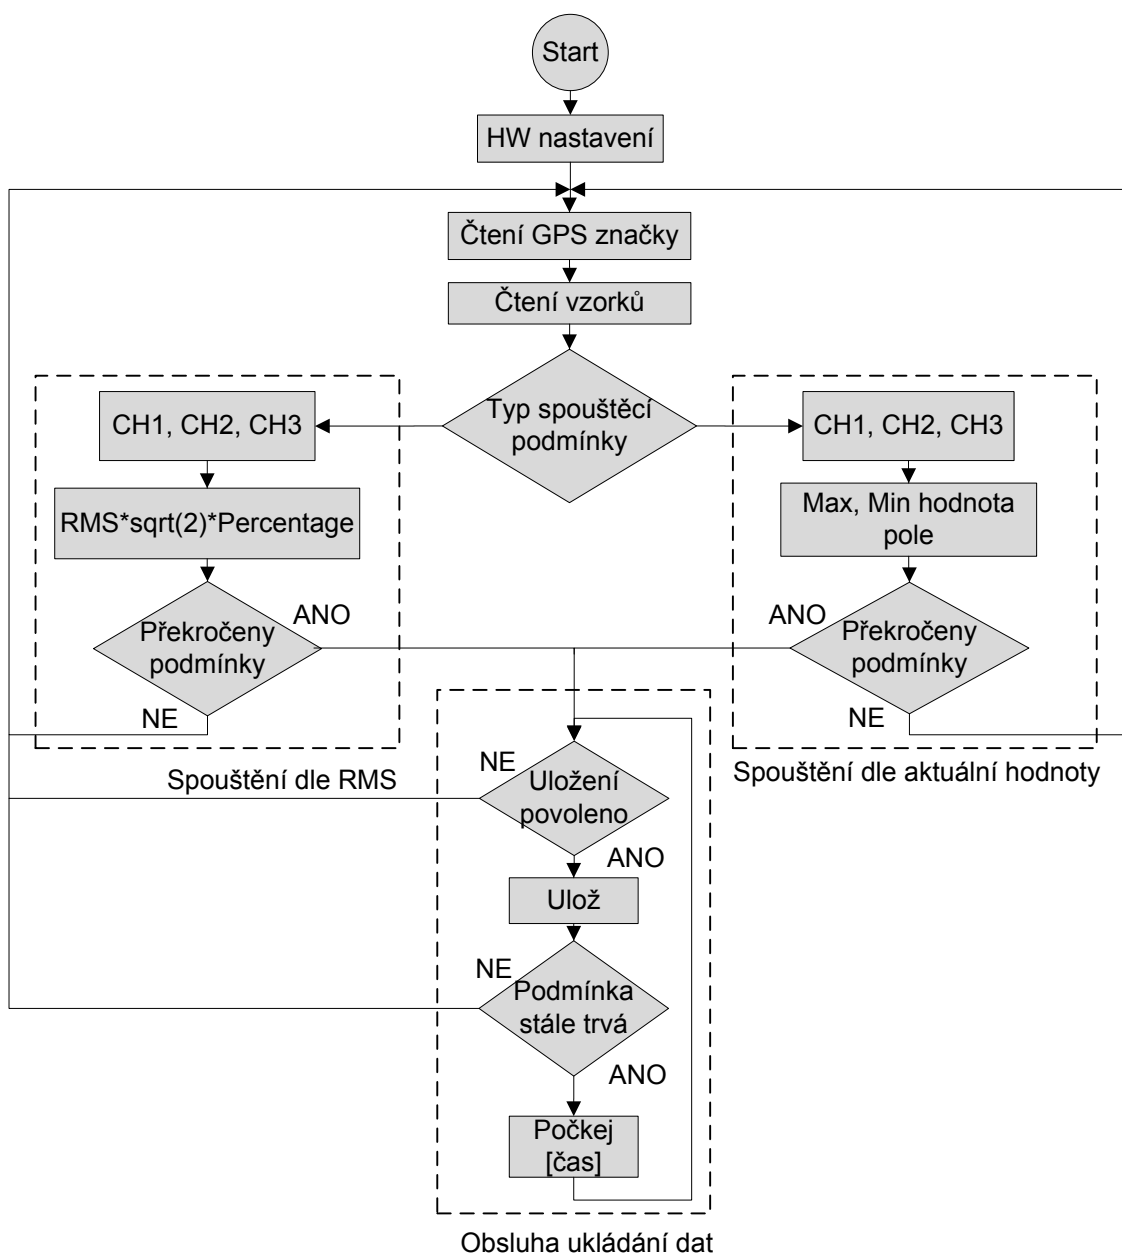 Start
HW nastavení
Čtení GPS značky
Čtení vzorků
Typ spouštěcí
podmínky
CH1, CH2, CH3
RMS*sqrt(2)*Percentage
Překročeny
podmínky
ANO
NE
Spouštění dle RMS
CH1, CH2, CH3
Max, Min hodnota
pole
Překročeny
podmínky
ANO
NE
Spouštění dle aktuální hodnoty
Uložení
povoleno
NE
ANO
Ulož
Podmínka
stále trvá
NE
ANO
Počkej
[čas]
Obsluha ukládání dat